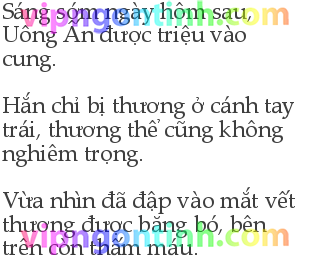 Sáng sớm ngày hôm sau,
Uông Ấn được triệu vào
cung.
Hắn chỉ bị thương ở cánh tay
trái, thương thể cũng không
nghiêm trọng.
Vừa nhìn đã đập vào mắt vết
thương được băng bó, bên
trên còn thấm máu.
vipngontinh.com
vipngontinh.com